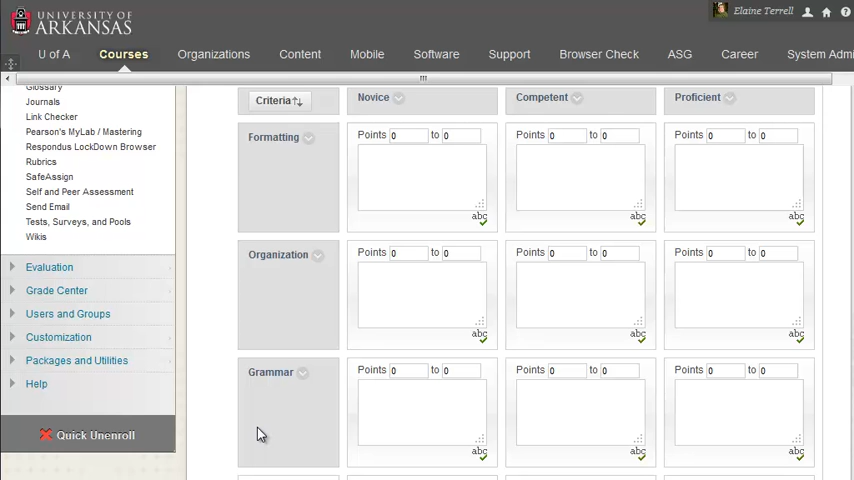 UNIVERSITY OF
ARKANSAS
Elaine Terrell
U of A Courses Organizations Content Mobile Software Support Browser Check ASG Career System Admi
Glossary
Journals
Link Checker
Pearson's MyLab / Mastering
Respondus LockDown Browser
Rubrics
SafeAssign
Self and Peer Assessment
Send Email
Tests, Surveys, and Pools
Wikis
Evaluation
Grade Center
Users and Groups
Customization
Packages and Utilities
Help
Quick Unenroll
Criteria Novice Competent Proficient
Formatting Points 0 to 0 Points 0 to 0 Points 0 to 0
abc abc abc
Organization Points 0 to 0 Points 0 to 0 Points 0 to 0
abc abc abc
Grammar Points 0 to 0 Points 0 to 0 Points 0 to 0
abc abc abc